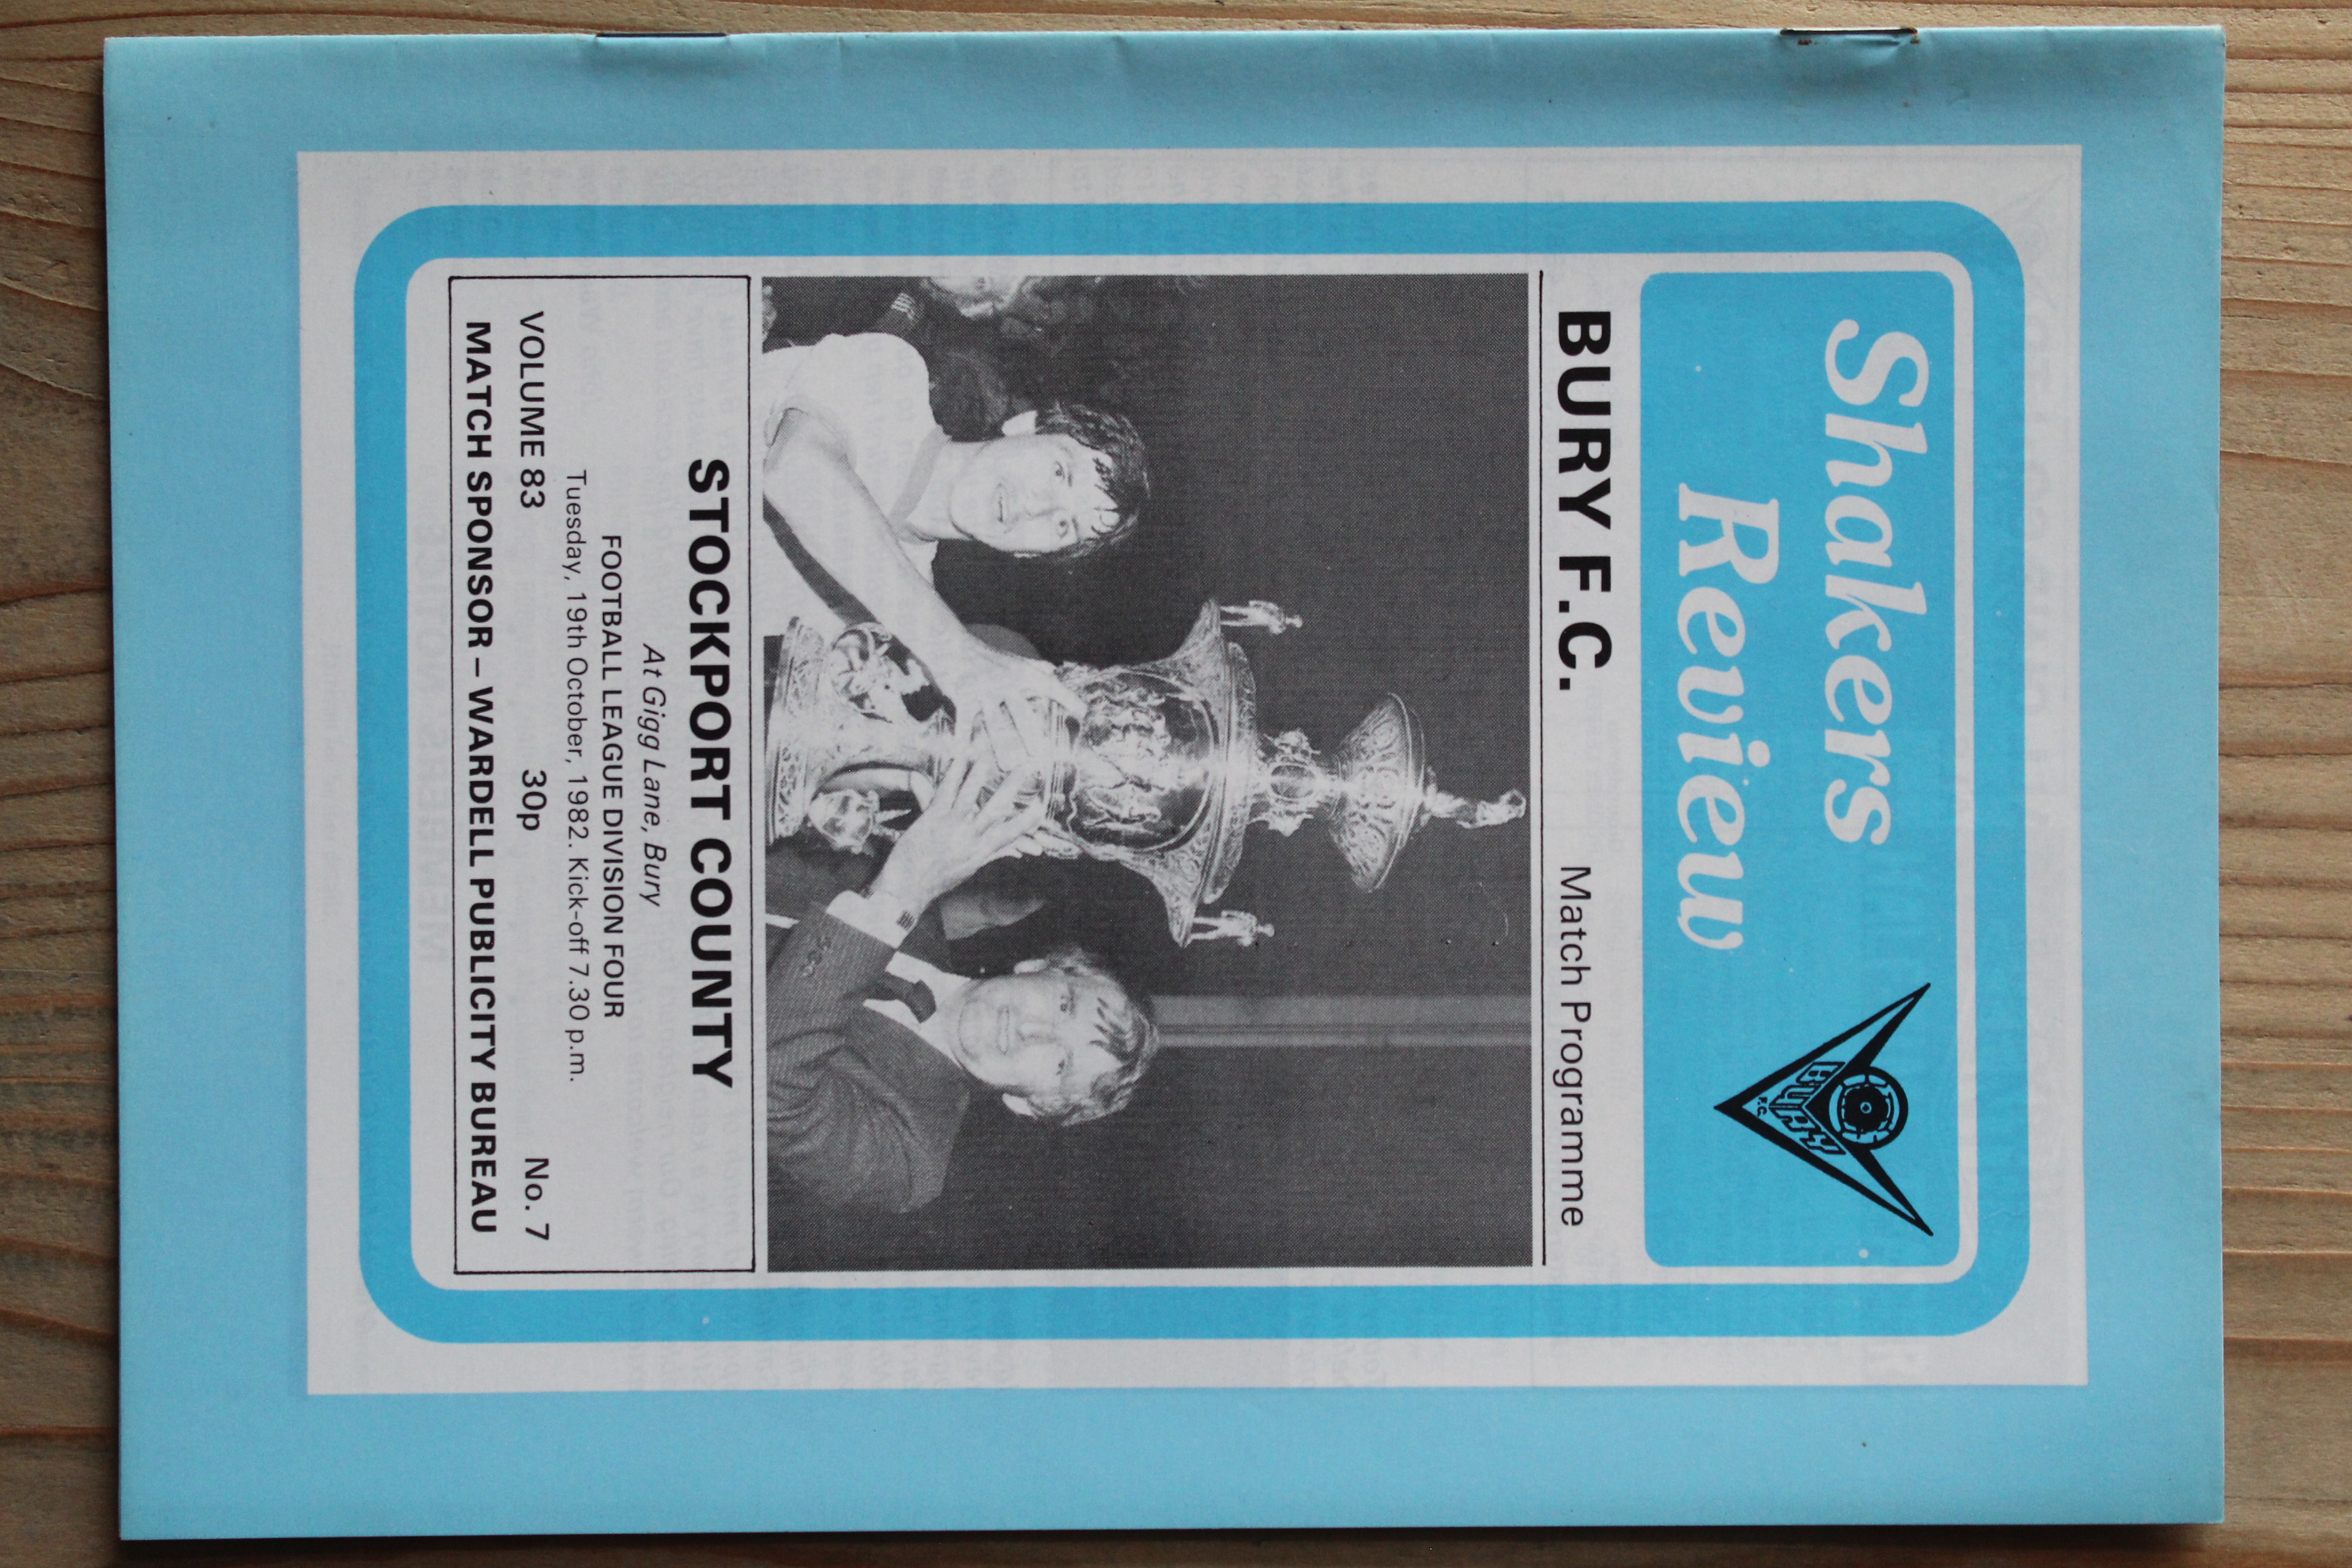 Shakers
Review
Bury
F.C.
BURY F.C. Match Programme
STOCKPORT COUNTY
At Gigg Lane, Bury
FOOTBALL LEAGUE DIVISION FOUR
Tuesday, 19th October, 1982. Kick-off 7.30 p.m.
VOLUME 83 30p No. 7
MATCH SPONSOR – WARDELL PUBLICITY BUREAU